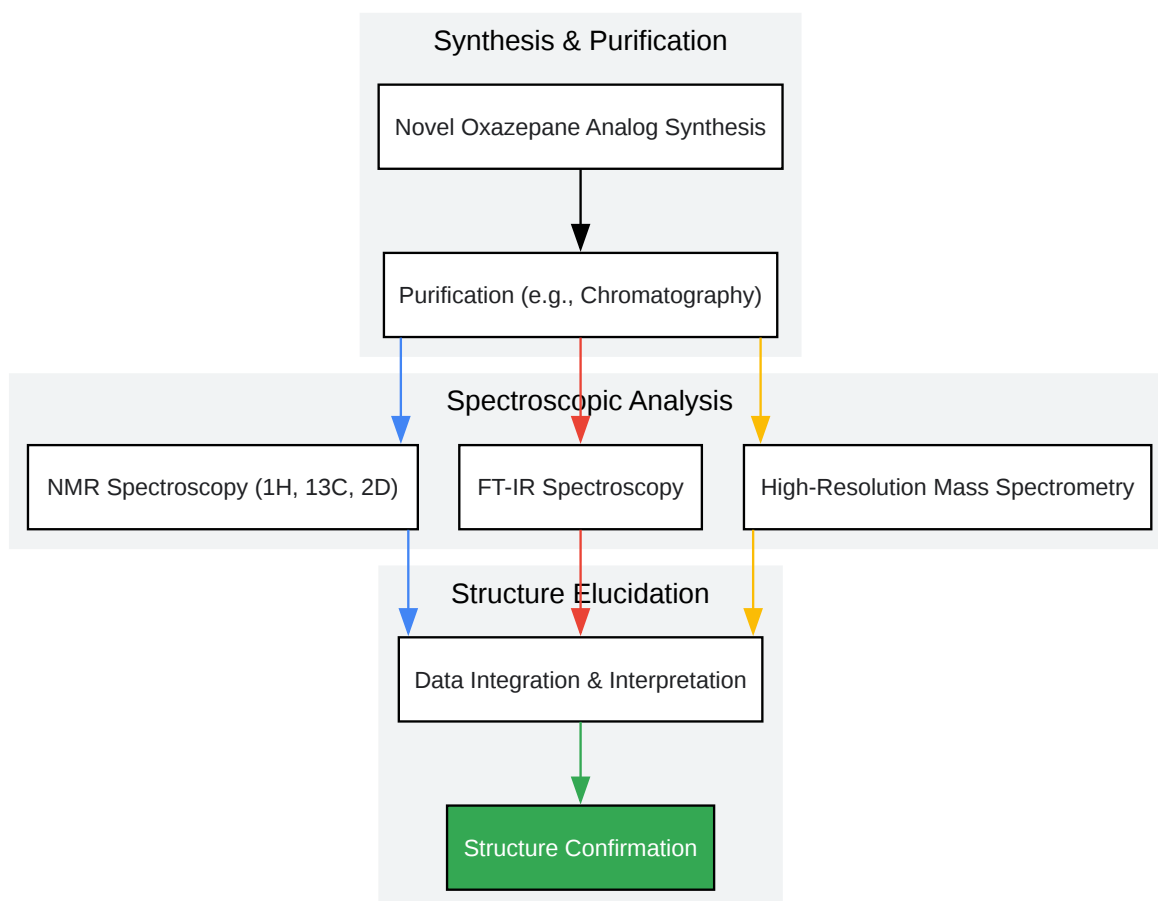 Synthesis & Purification
Novel Oxazepane Analog Synthesis
Purification (e.g., Chromatography)
Spectroscopic Analysis
NMR Spectroscopy (1H, 13C, 2D)
FT-IR Spectroscopy
High-Resolution Mass Spectrometry
Structure Elucidation
Data Integration & Interpretation
Structure Confirmation